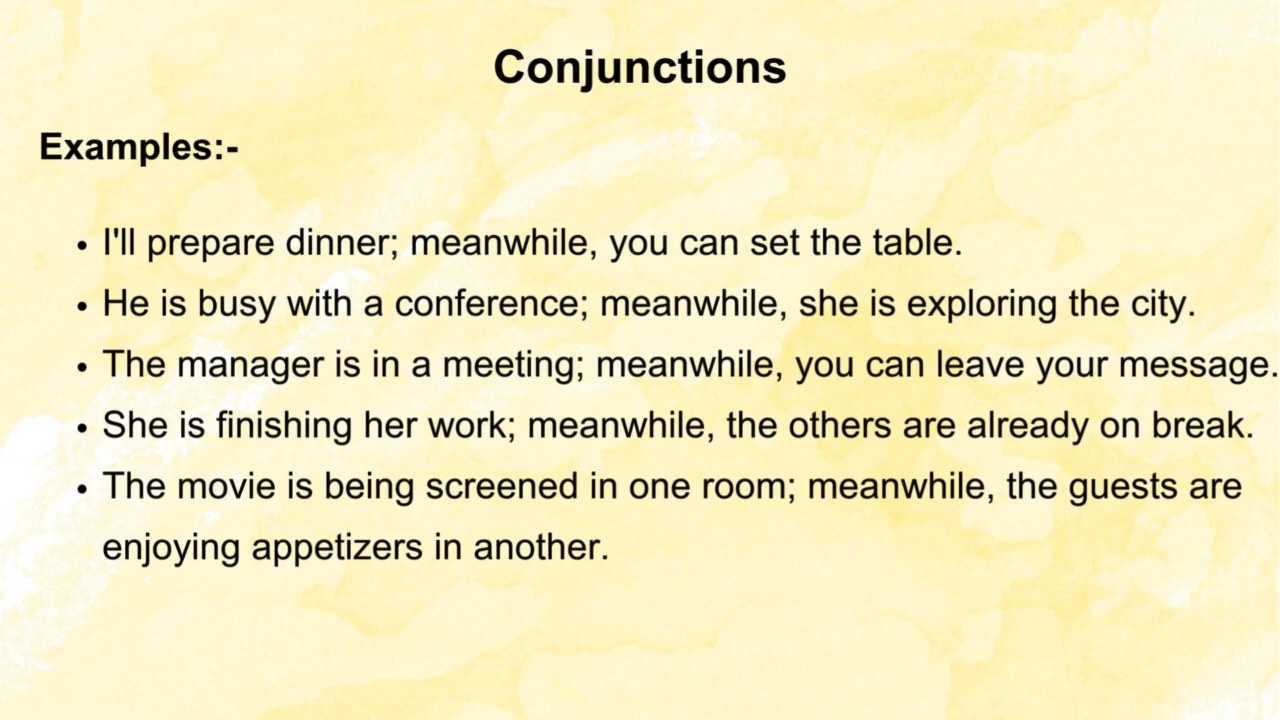 Conjunctions
Examples:-
• I'll prepare dinner; meanwhile, you can set the table.
• He is busy with a conference; meanwhile, she is exploring the city.
• The manager is in a meeting; meanwhile, you can leave your message.
• She is finishing her work; meanwhile, the others are already on break.
• The movie is being screened in one room; meanwhile, the guests are
enjoying appetizers in another.